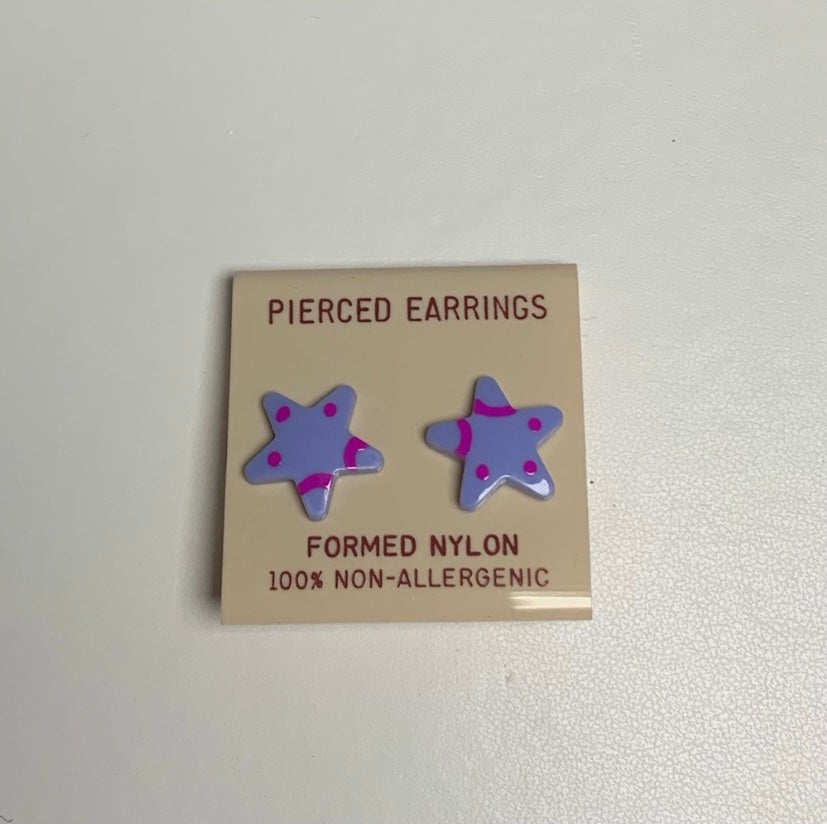 PIERCED EARRINGS
FORMED NYLON
100% NON-ALLERGENIC